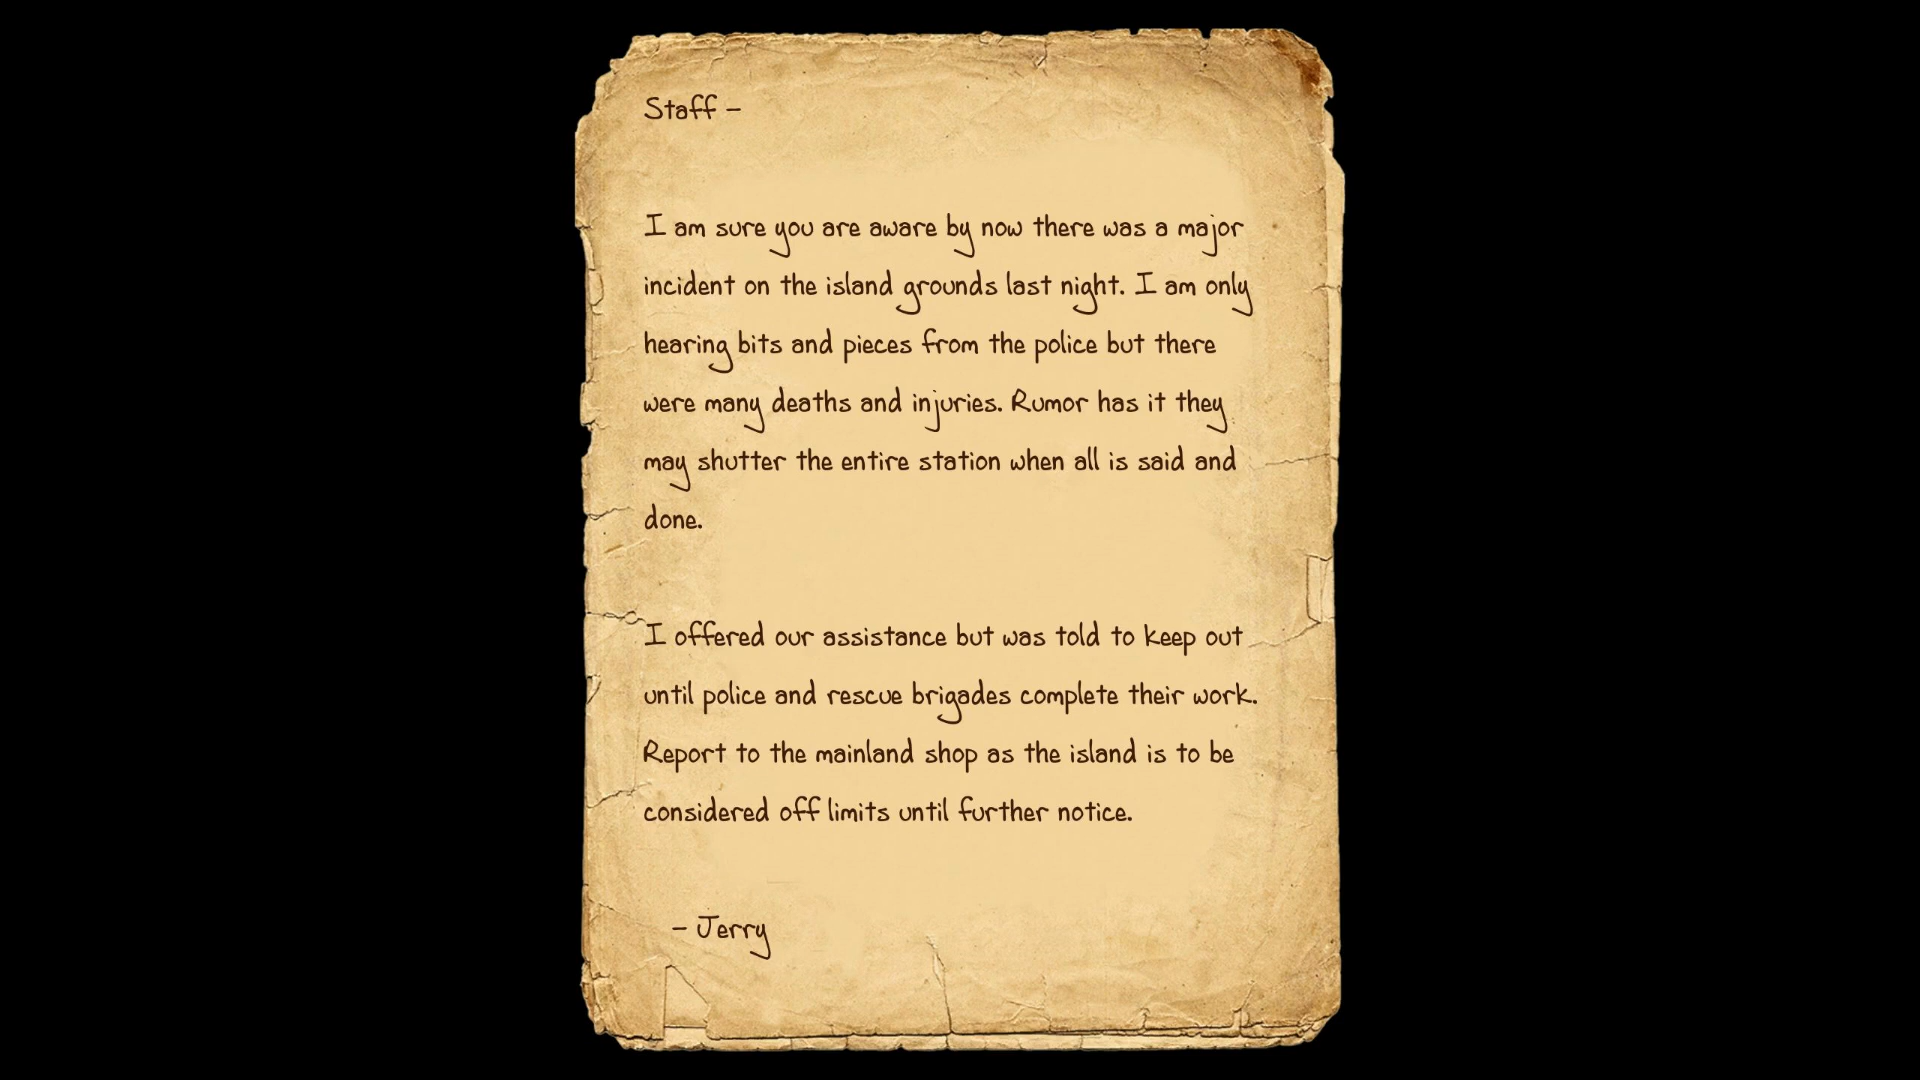 Staff -
I am sure you are aware by now there was a major
incident on the island grounds last night. I am only
hearing bits and pieces from the police but there
were many deaths and injuries. Rumor has it they
may shutter the entire station when all is said and
done.
I offered our assistance but was told to keep out
until police and rescue brigades complete their work.
Report to the mainland shop as the island is to be
considered off limits until further notice.
- Jerry